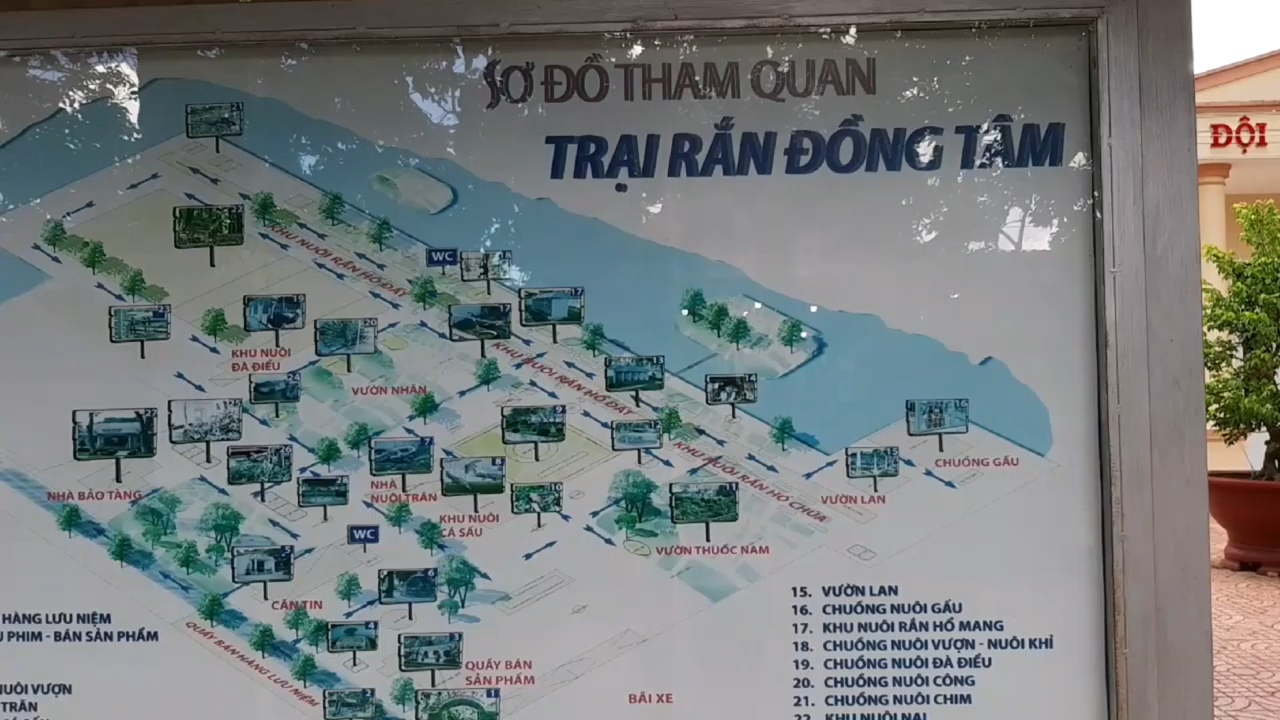 SƠ ĐỒ THAM QUAN
TRẠI RẮN ĐỒNG TÂM
ĐỘI
KHU NUÔI RẮN HỔ ĐẤT
WC
KHU NUÔI
ĐÀ ĐIỂU
VƯỜN NHÃN
KHU NUÔI RẮN HỔ ĐẤT
KHU NUÔI RẮN HỔ CHÚA
CHUỒNG GẤU
VƯỜN LAN
NHÀ BẢO TÀNG
NHÀ
NUÔI TRĂN
KHU NUÔI
CÁ SẤU
WC
VƯỜN THUỐC NAM
CĂN TIN
QUẦY BÁN HÀNG LƯU NIỆM
QUẦY BÁN
SẢN PHẨM
BÃI XE
HÀNG LƯU NIỆM
PHIM - BÁN SẢN PHẨM
NUÔI VƯỢN
TRĂN
15. VƯỜN LAN
16. CHUỒNG NUÔI GẤU
17. KHU NUÔI RẮN HỔ MANG
18. CHUỒNG NUÔI VƯỢN - NUÔI KHỈ
19. CHUỒNG NUÔI ĐÀ ĐIỂU
20. CHUỒNG NUÔI CÔNG
21. CHUỒNG NUÔI CHIM
22. KHU NUÔI NAI